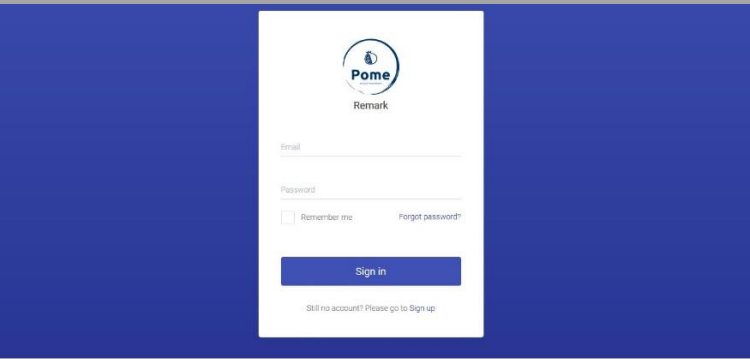 Pome
Remark
Email
Password
Remember me Forgot password?
Sign in
Still no account? Please go to Sign up